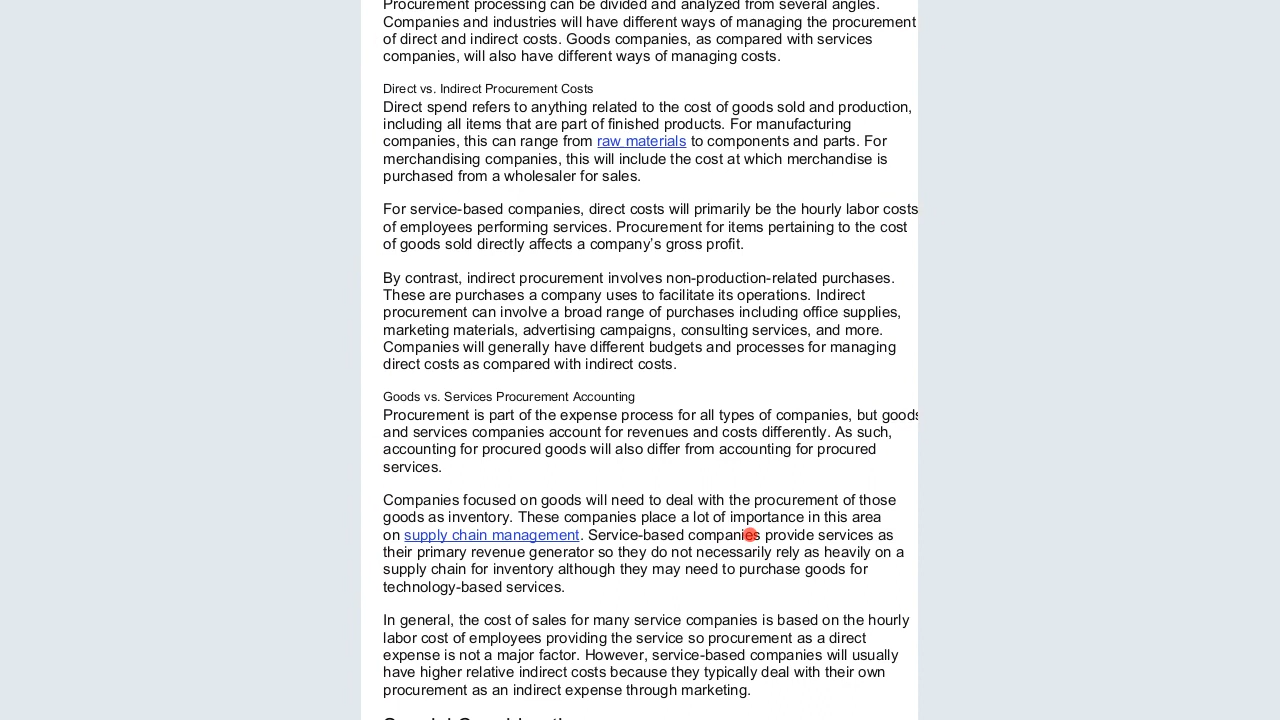 Procurement processing can be divided and analyzed from several angles.
Companies and industries will have different ways of managing the procurement
of direct and indirect costs. Goods companies, as compared with services
companies, will also have different ways of managing costs.
Direct vs. Indirect Procurement Costs
Direct spend refers to anything related to the cost of goods sold and production,
including all items that are part of finished products. For manufacturing
companies, this can range from raw materials to components and parts. For
merchandising companies, this will include the cost at which merchandise is
purchased from a wholesaler for sales.
For service-based companies, direct costs will primarily be the hourly labor costs
of employees performing services. Procurement for items pertaining to the cost
of goods sold directly affects a company’s gross profit.
By contrast, indirect procurement involves non-production-related purchases.
These are purchases a company uses to facilitate its operations. Indirect
procurement can involve a broad range of purchases including office supplies,
marketing materials, advertising campaigns, consulting services, and more.
Companies will generally have different budgets and processes for managing
direct costs as compared with indirect costs.
Goods vs. Services Procurement Accounting
Procurement is part of the expense process for all types of companies, but goods
and services companies account for revenues and costs differently. As such,
accounting for procured goods will also differ from accounting for procured
services.
Companies focused on goods will need to deal with the procurement of those
goods as inventory. These companies place a lot of importance in this area
on supply chain management. Service-based companies provide services as
their primary revenue generator so they do not necessarily rely as heavily on a
supply chain for inventory although they may need to purchase goods for
technology-based services.
In general, the cost of sales for many service companies is based on the hourly
labor cost of employees providing the service so procurement as a direct
expense is not a major factor. However, service-based companies will usually
have higher relative indirect costs because they typically deal with their own
procurement as an indirect expense through marketing.